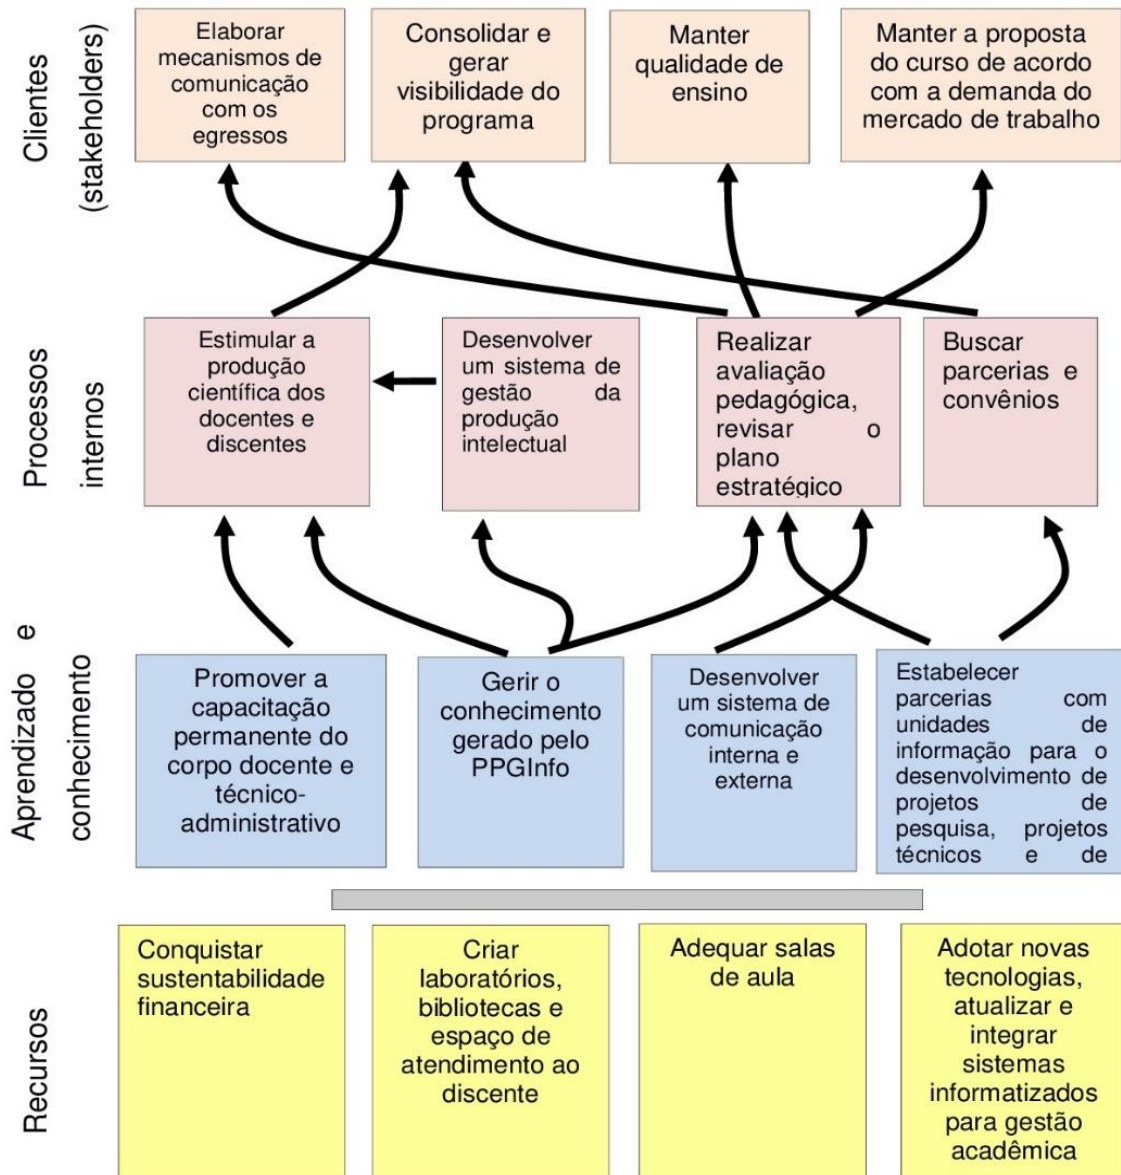 Clientes
(stakeholders)
Elaborar
mecanismos de
comunicação
com os
egressos
Consolidar e
gerar
visibilidade do
programa
Manter
qualidade de
ensino
Manter a proposta
do curso de acordo
com a demanda do
mercado de trabalho
Processos
internos
Estimular a
produção
científica dos
docentes e
discentes
Desenvolver
um sistema de
gestão da
produção
intelectual
Realizar
avaliação
pedagógica,
revisar o
plano
estratégico
Buscar
parcerias e
convênios
Aprendizado e
conhecimento
Promover a
capacitação
permanente do
corpo docente e
técnico-
administrativo
Gerir o
conhecimento
gerado pelo
PPGInfo
Desenvolver
um sistema de
comunicação
interna e
externa
Estabelecer
parcerias com
unidades de
informação para o
desenvolvimento de
projetos de
pesquisa, projetos
técnicos e de
Recursos
Conquistar
sustentabilidade
financeira
Criar
laboratórios,
bibliotecas e
espaço de
atendimento ao
discente
Adequar salas
de aula
Adotar novas
tecnologias,
atualizar e
integrar
sistemas
informatizados
para gestão
acadêmica